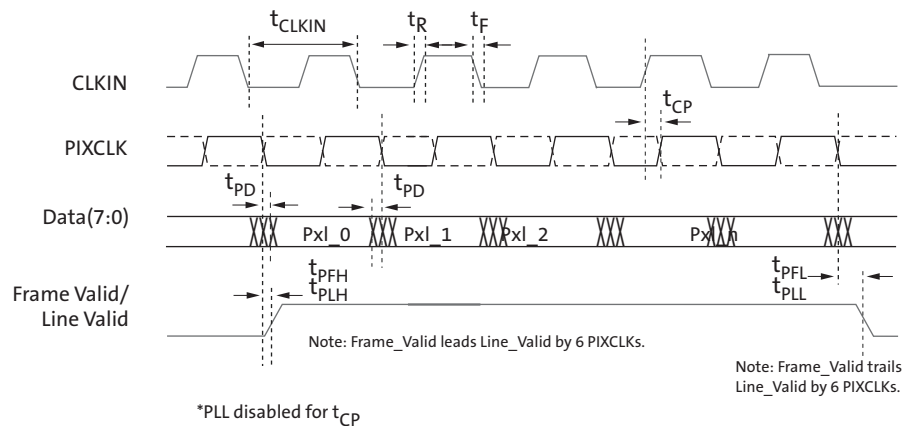 tCLKIN
tR
tF
CLKIN
tCP
PIXCLK
tPD
tPD
Data(7:0)
Pxl_0
Pxl_1
Pxl_2
Pxl_n
tPFH
tPLH
tPFL
tPLL
Frame Valid/
Line Valid
Note: Frame_Valid leads Line_Valid by 6 PIXCLKs.
Note: Frame_Valid trails
Line_Valid by 6 PIXCLKs.
*PLL disabled for tCP